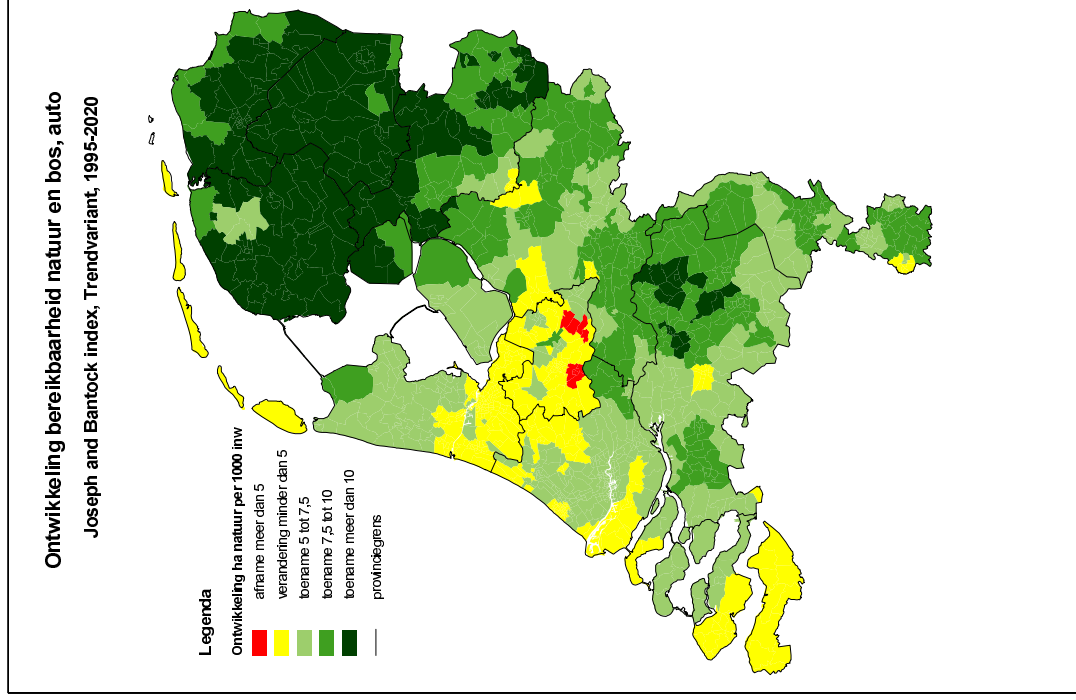 Ontwikkeling bereikbaarheid natuur en bos, auto
Joseph and Bantock index, Trendvariant, 1995-2020
Legenda
Ontwikkeling ha natuur per 1000 inw
afname meer dan 5
verandering minder dan 5
toename 5 tot 7,5
toename 7,5 tot 10
toename meer dan 10
provinciegrens